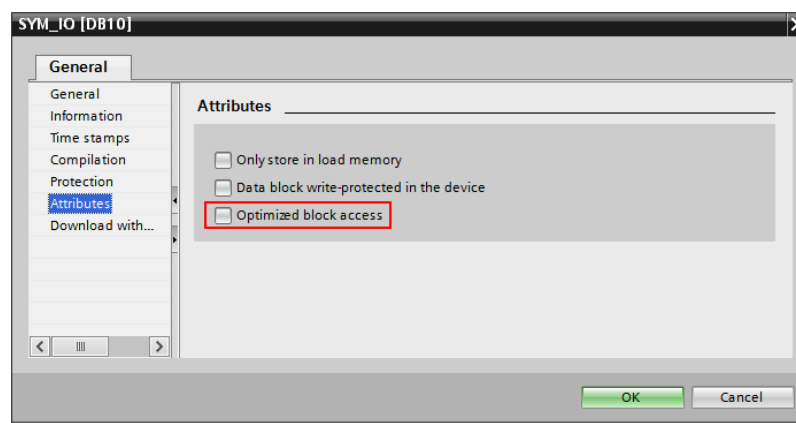 SYM_IO [DB10]
General
General
Information
Time stamps
Compilation
Protection
Attributes
Download with...
Attributes
Only store in load memory
Data block write-protected in the device
Optimized block access
OK
Cancel